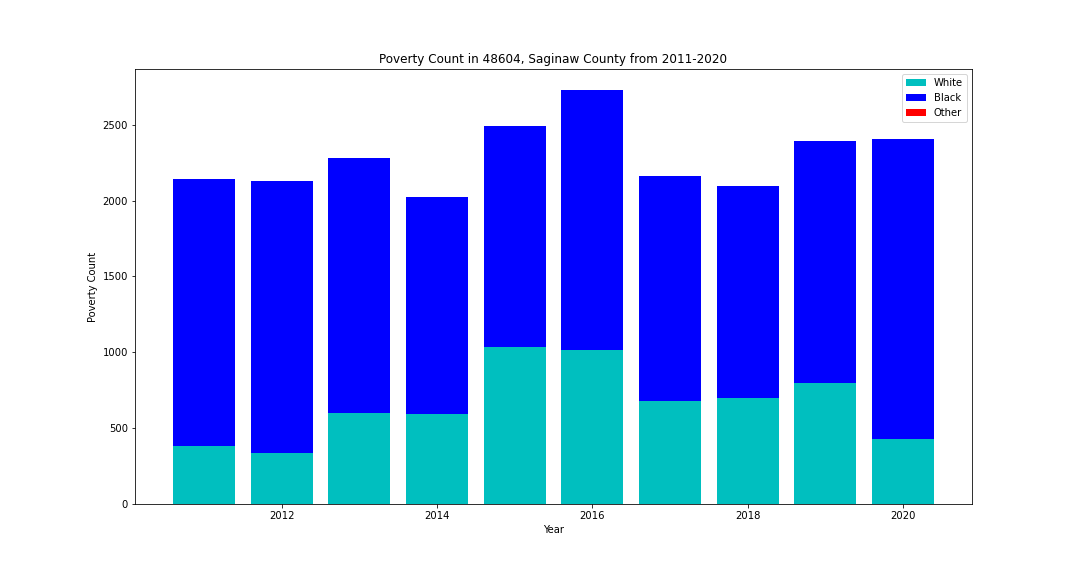 Poverty Count in 48604, Saginaw County from 2011-2020
White
Black
Other
2500
2000
1500
1000
500
0
Poverty Count
2012
2014
2016
2018
2020
Year